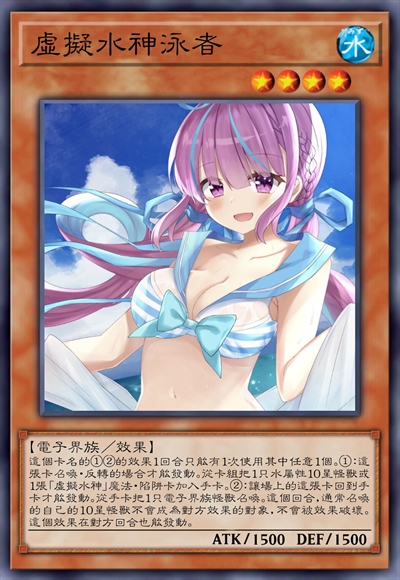 虛擬水神泳者
水
【電子界族／效果】
這個卡名的①②的效果1回合只能有1次使用其中任意1個。①：這
張卡召喚・反轉的場合才能發動。從卡組把1只水屬性10星怪獸或
1張「虛擬水神」魔法・陷阱卡加入手卡。②：讓場上的這張卡回到手
卡才能發動。從手卡把1只電子界族怪獸召喚。這個回合，通常召喚
的自己的10星怪獸不會成為對方效果的對象，不會被效果破壞。
這個效果在對方回合也能發動。
ATK/1500 DEF/1500